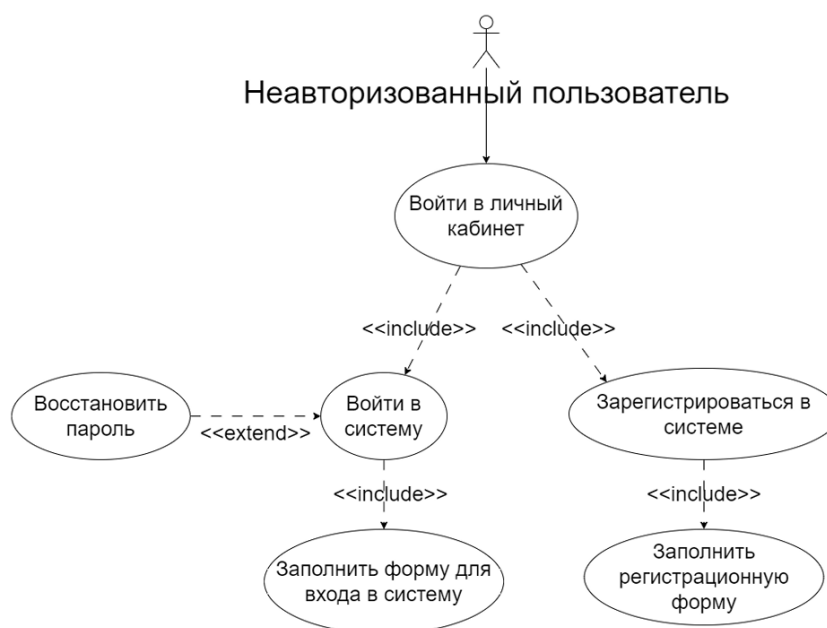 Неавторизованный пользователь
Войти в личный
кабинет
<<include>>
<<include>>
Восстановить
пароль
<<extend>>
Войти в
систему
Зарегистрироваться в
системе
<<include>>
<<include>>
Заполнить форму для
входа в систему
Заполнить
регистрационную
форму